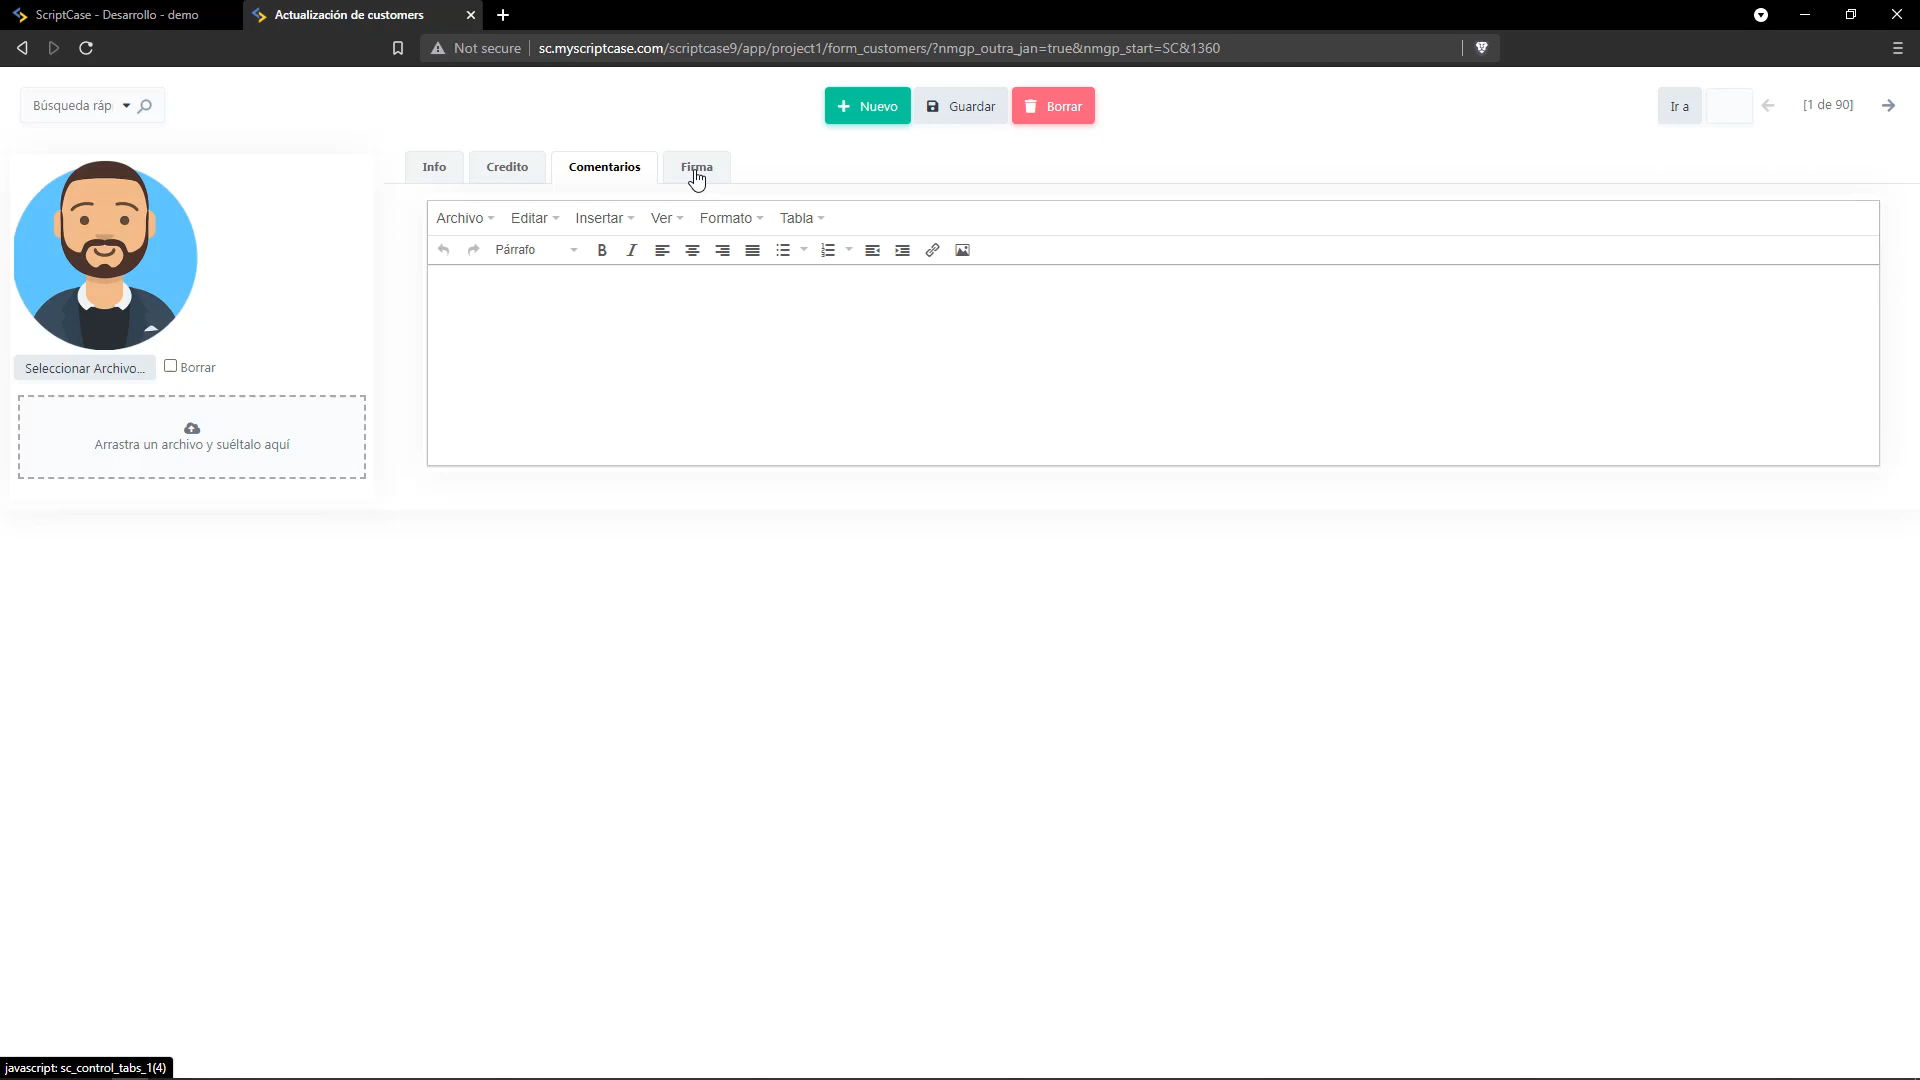 ScriptCase - Desarrollo - demo
Actualización de customers
Not secure
sc.myscriptcase.com/scriptcase9/app/project1/form_customers/?nmgp_outra_jan=true&nmgp_start=SC&1360
Búsqueda ráp
Nuevo
Guardar
Borrar
Ir a
[1 de 90]
Info
Credito
Comentarios
Firma
Archivo
Editar
Insertar
Ver
Formato
Tabla
Párrafo
B
I
Seleccionar Archivo...
Borrar
Arrastra un archivo y suéltalo aquí
javascript: sc_control_tabs_1(4)